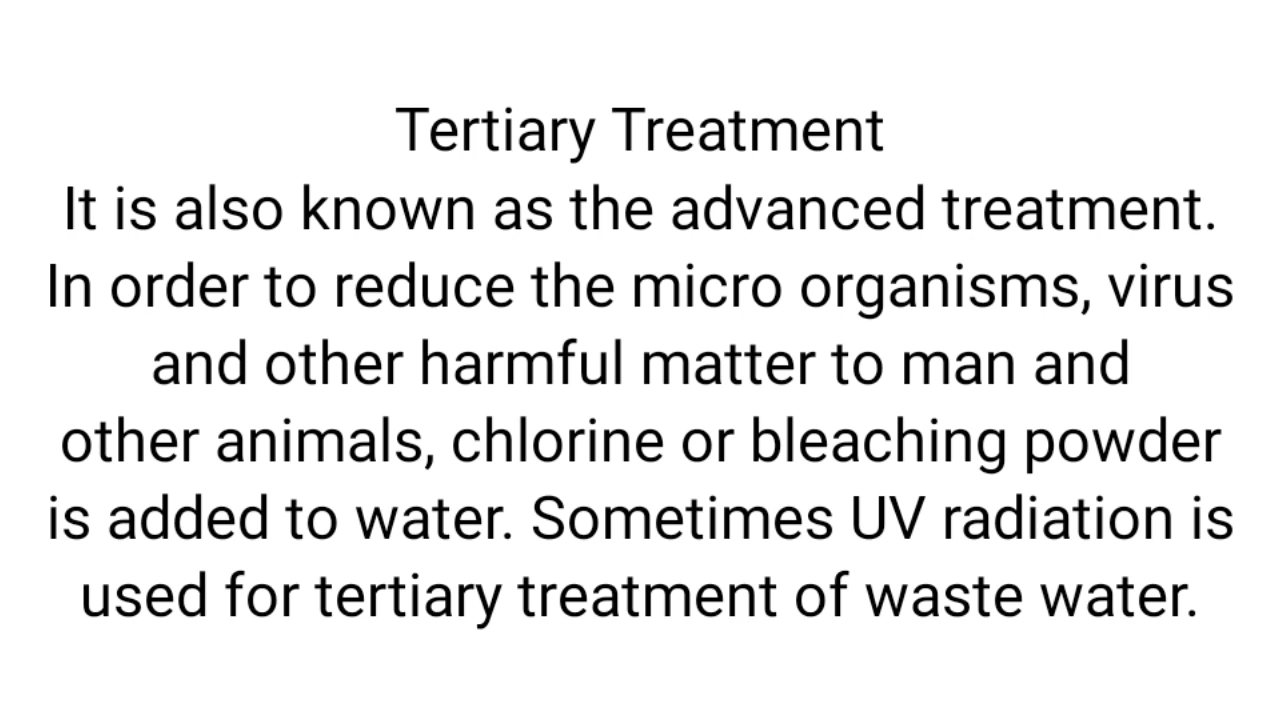 Tertiary Treatment
It is also known as the advanced treatment.
In order to reduce the micro organisms, virus
and other harmful matter to man and
other animals, chlorine or bleaching powder
is added to water. Sometimes UV radiation is
used for tertiary treatment of waste water.